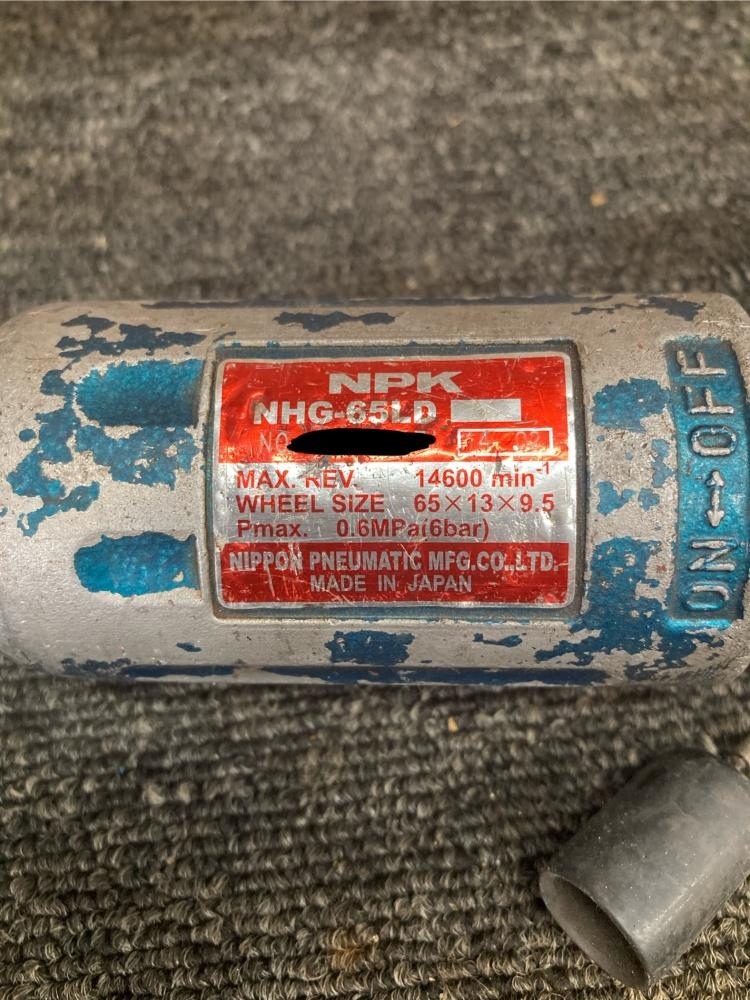 NPK
NHG-65LD
NO
MAX. REV. 14600 min⁻¹
WHEEL SIZE 65×13×9.5
Pmax. 0.6MPa(6bar)
NIPPON PNEUMATIC MFG.CO.,LTD.
MADE IN JAPAN
ON↔OFF